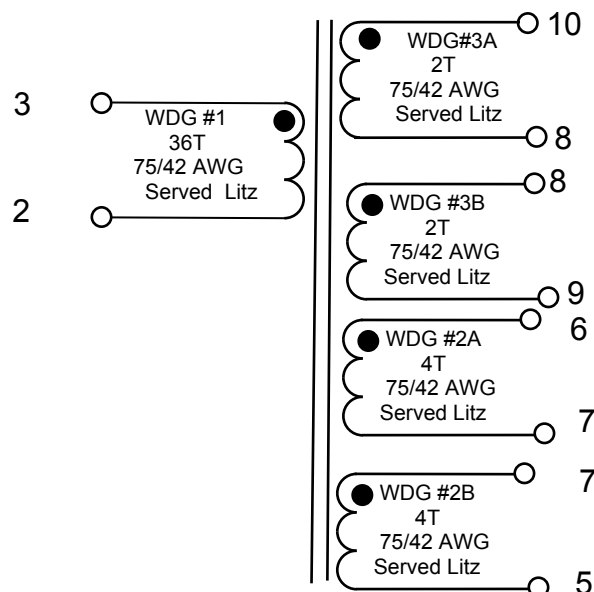 3
WDG #1
36T
75/42 AWG
Served Litz
2
10
WDG#3A
2T
75/42 AWG
Served Litz
8
8
WDG #3B
2T
75/42 AWG
Served Litz
9
6
WDG #2A
4T
75/42 AWG
Served Litz
7
7
WDG #2B
4T
75/42 AWG
Served Litz
5